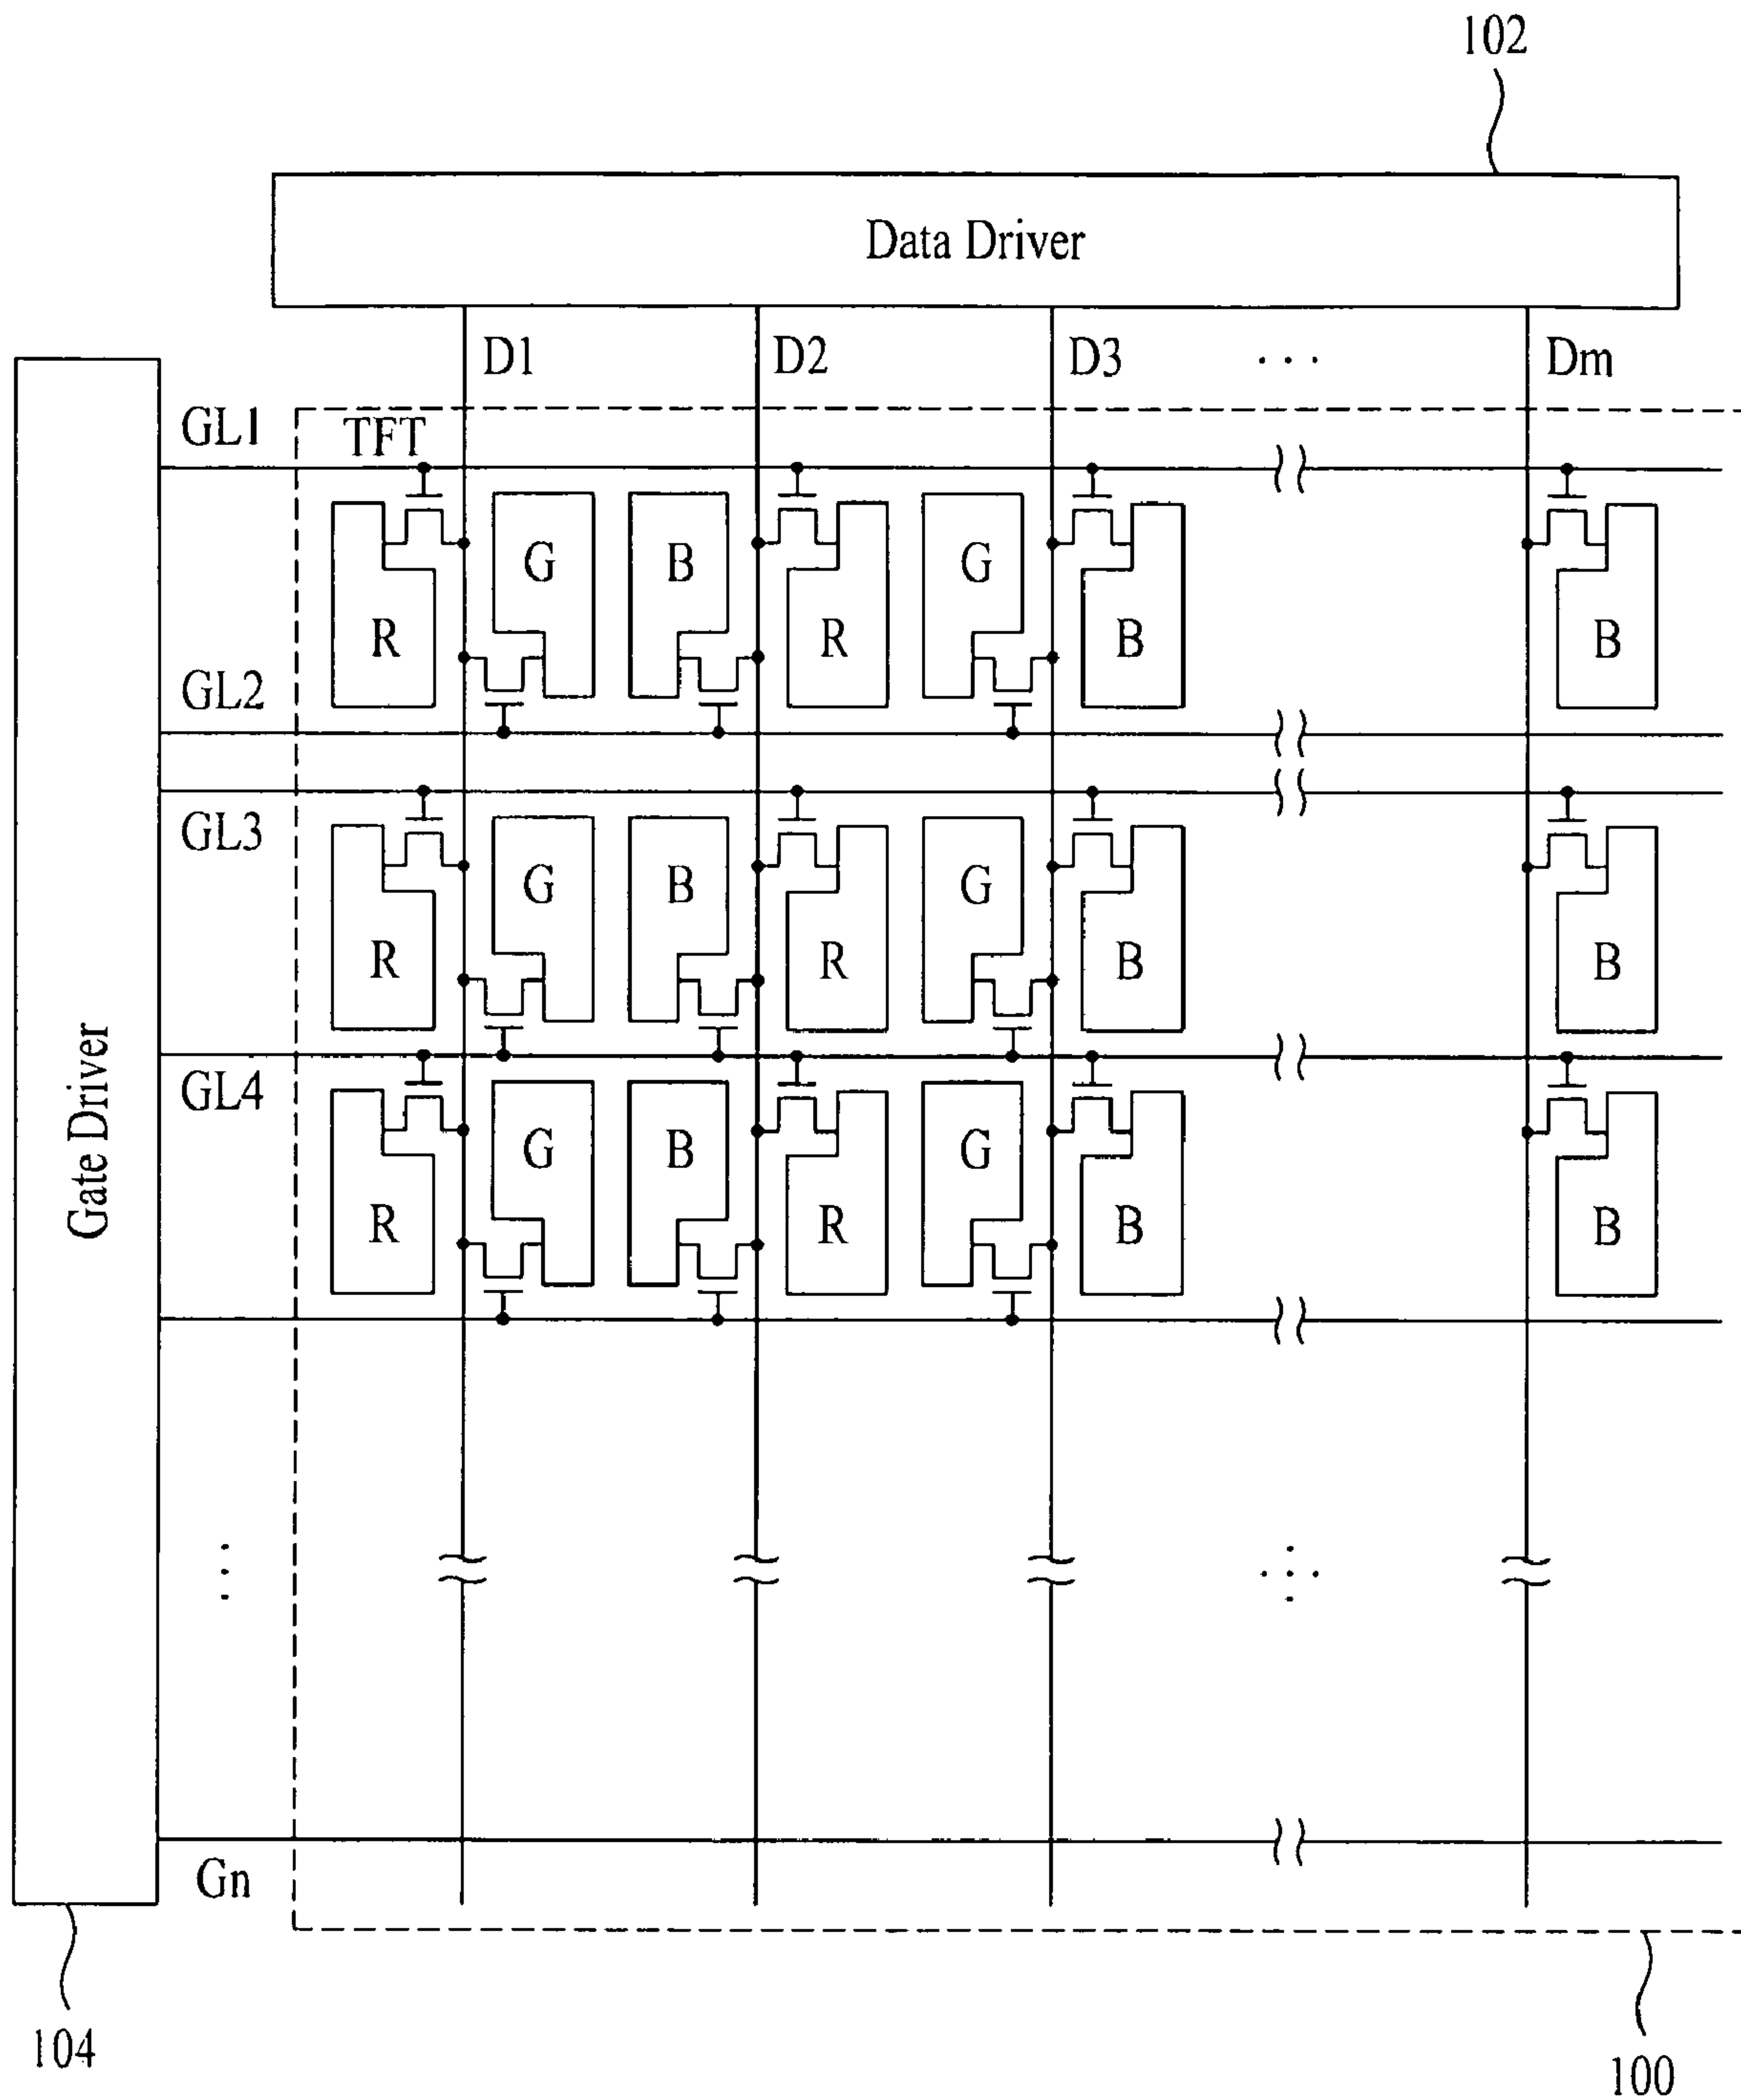 102
Data Driver
D1 D2 D3 ... Dm
GL1
TFT
G B G
R R B B
GL2
GL3
G B G
R R B B
GL4
G B G
R R B B
Gate Driver
...
Gn
104
100